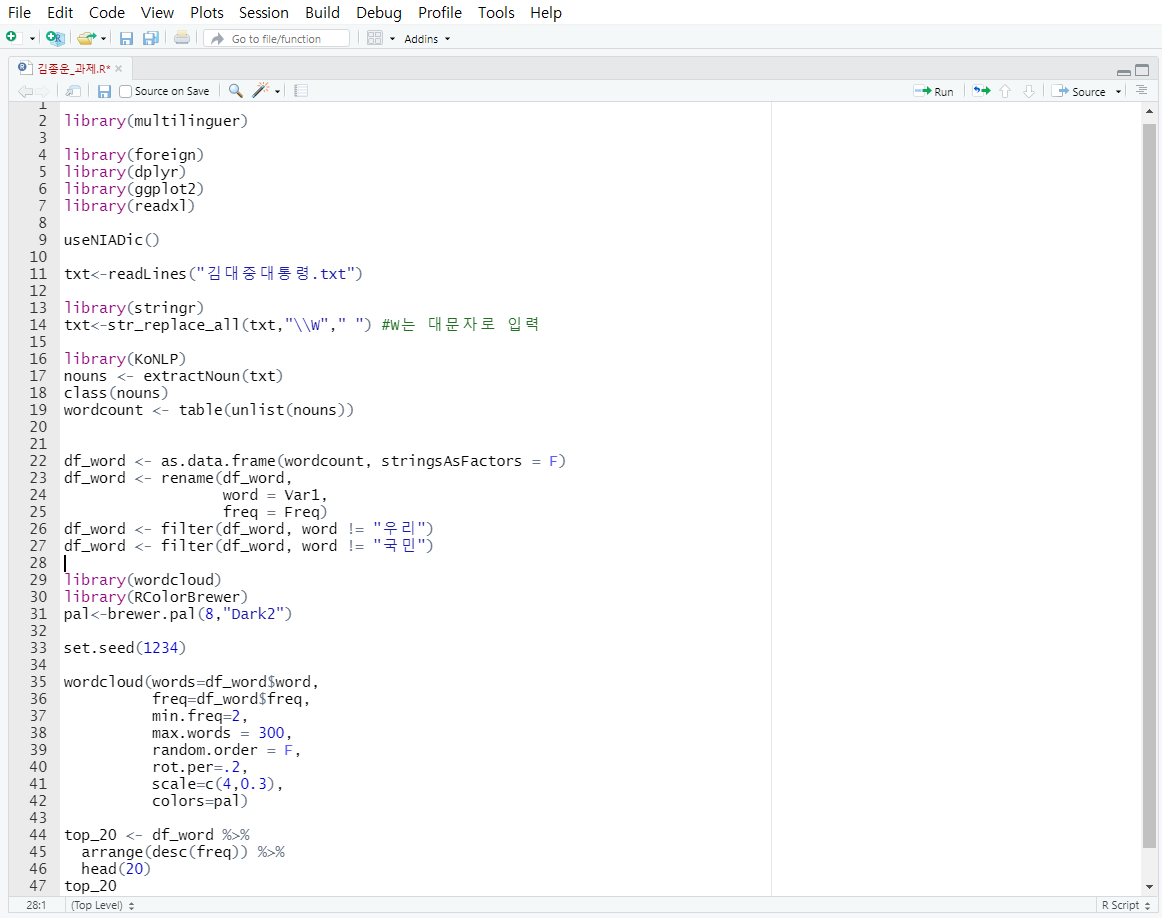 File Edit Code View Plots Session Build Debug Profile Tools Help
Go to file/function Addins
김종운_과제.R*
Source on Save Run Source
1
2 library(multilinguer)
3
4 library(foreign)
5 library(dplyr)
6 library(ggplot2)
7 library(readxl)
8
9 useNIADic()
10
11 txt<-readLines("김대중대통령.txt")
12
13 library(stringr)
14 txt<-str_replace_all(txt,"\\W"," ") #W는 대문자로 입력
15
16 library(KoNLP)
17 nouns <- extractNoun(txt)
18 class(nouns)
19 wordcount <- table(unlist(nouns))
20
21
22 df_word <- as.data.frame(wordcount, stringsAsFactors = F)
23 df_word <- rename(df_word,
24 word = Var1,
25 freq = Freq)
26 df_word <- filter(df_word, word != "우리")
27 df_word <- filter(df_word, word != "국민")
28
29 library(wordcloud)
30 library(RColorBrewer)
31 pal<-brewer.pal(8,"Dark2")
32
33 set.seed(1234)
34
35 wordcloud(words=df_word$word,
36 freq=df_word$freq,
37 min.freq=2,
38 max.words = 300,
39 random.order = F,
40 rot.per=.2,
41 scale=c(4,0.3),
42 colors=pal)
43
44 top_20 <- df_word %>%
45 arrange(desc(freq)) %>%
46 head(20)
47 top_20
28:1 (Top Level) R Script